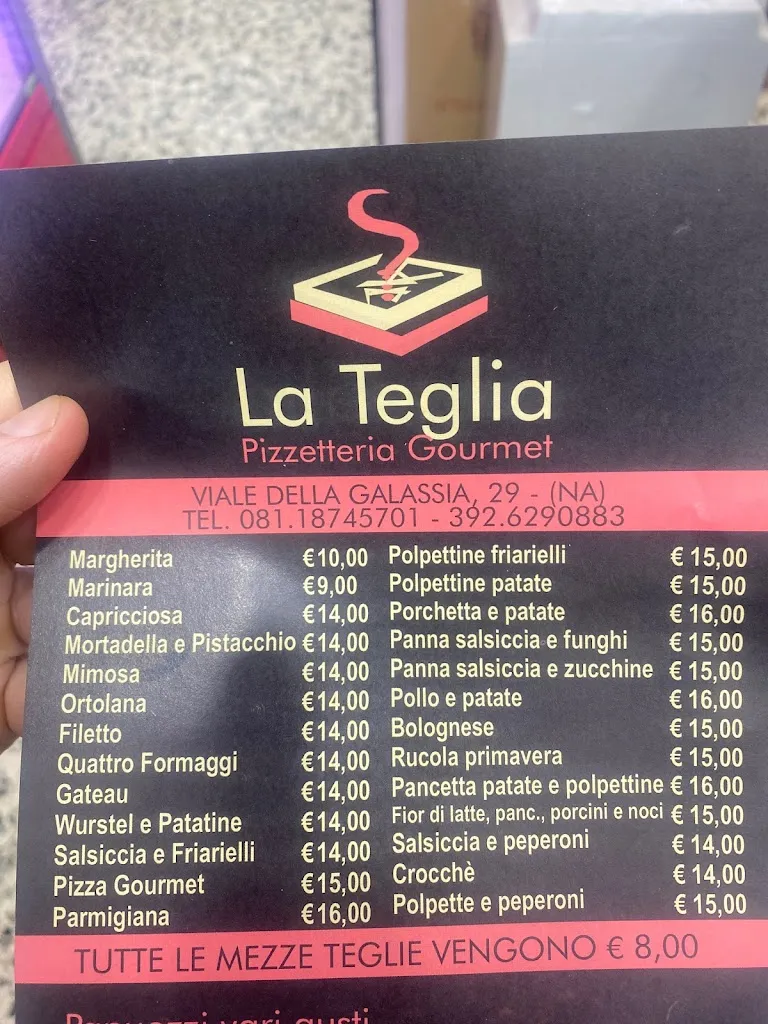 La Teglia
Pizzetteria Gourmet
VIALE DELLA GALASSIA, 29 - (NA)
TEL. 081.18745701 - 392.6290883
Margherita €10,00
Marinara €9,00
Capricciosa €14,00
Mortadella e Pistacchio €14,00
Mimosa €14,00
Ortolana €14,00
Filetto €14,00
Quattro Formaggi €14,00
Gateau €14,00
Wurstel e Patatine €14,00
Salsiccia e Friarielli €14,00
Pizza Gourmet €15,00
Parmigiana €16,00
Polpettine friarielli € 15,00
Polpettine patate € 15,00
Porchetta e patate € 16,00
Panna salsiccia e funghi € 15,00
Panna salsiccia e zucchine € 15,00
Pollo e patate € 16,00
Bolognese € 15,00
Rucola primavera € 15,00
Pancetta patate e polpettine € 16,00
Fior di latte, panc., porcini e noci € 15,00
Salsiccia e peperoni € 14,00
Crocchè € 14,00
Polpette e peperoni € 15,00
TUTTE LE MEZZE TEGLIE VENGONO € 8,00
Panuozzi vari gusti